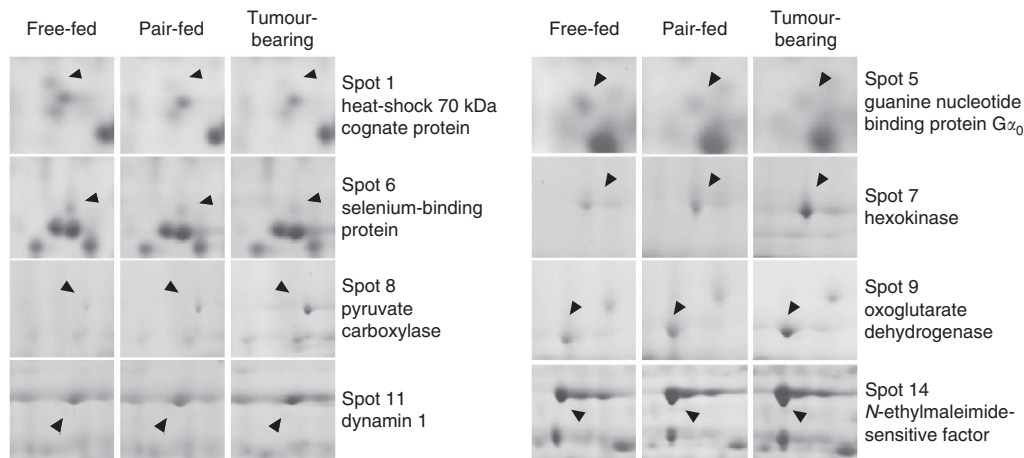 Free-fed
Pair-fed
Tumour-
bearing
Spot 1
heat-shock 70 kDa
cognate protein
Spot 6
selenium-binding
protein
Spot 8
pyruvate
carboxylase
Spot 11
dynamin 1
Free-fed
Pair-fed
Tumour-
bearing
Spot 5
guanine nucleotide
binding protein Gα₀
Spot 7
hexokinase
Spot 9
oxoglutarate
dehydrogenase
Spot 14
N-ethylmaleimide-
sensitive factor